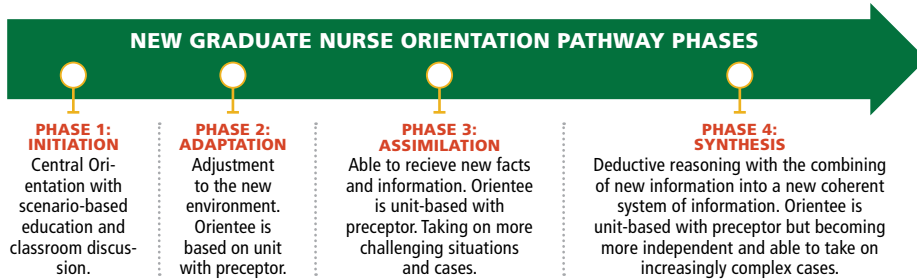 NEW GRADUATE NURSE ORIENTATION PATHWAY PHASES
PHASE 1:
INITIATION
Central Ori-
entation with
scenario-based
education and
classroom discus-
sion.
PHASE 2:
ADAPTATION
Adjustment
to the new
environment.
Orientee is
based on unit
with preceptor.
PHASE 3:
ASSIMILATION
Able to recieve new facts
and information. Orientee
is unit-based with
preceptor. Taking on more
challenging situations
and cases.
PHASE 4:
SYNTHESIS
Deductive reasoning with the combining
of new information into a new coherent
system of information. Orientee is
unit-based with preceptor but becoming
more independent and able to take on
increasingly complex cases.